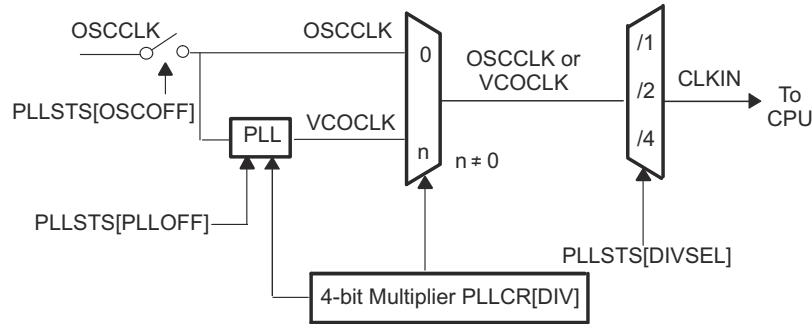 OSCCLK
OSCCLK
0
OSCCLK or
VCOCLK
/1
/2
/4
CLKIN
To
CPU
PLLSTS[OSCOFF]
PLL
VCOCLK
n
n ≠ 0
PLLSTS[PLLOFF]
PLLSTS[DIVSEL]
4-bit Multiplier PLLCR[DIV]